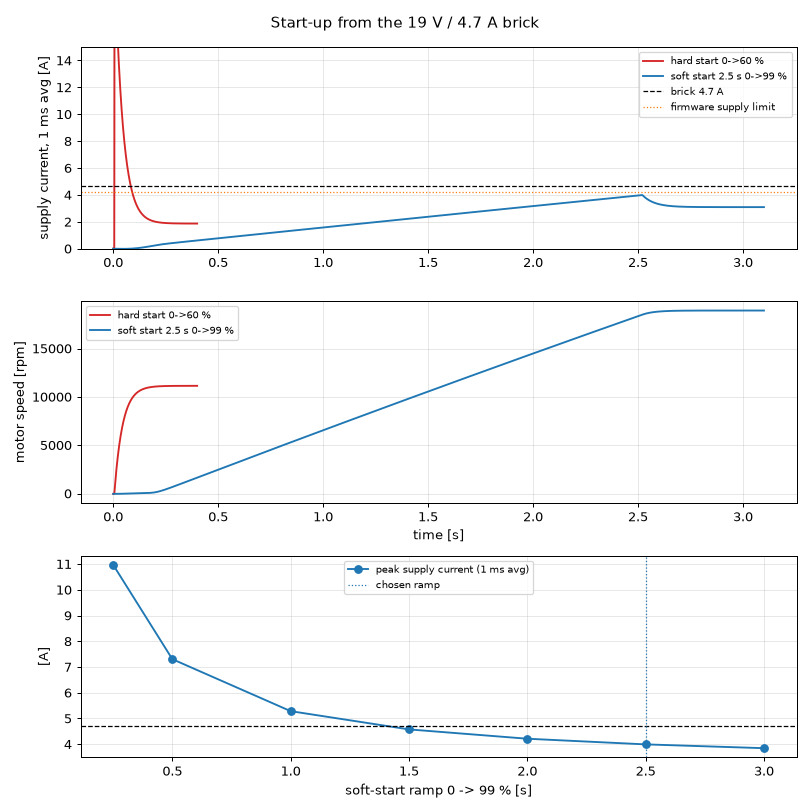 Start-up from the 19 V / 4.7 A brick
supply current, 1 ms avg [A]
14
12
10
8
6
4
2
0
hard start 0->60 %
soft start 2.5 s 0->99 %
brick 4.7 A
firmware supply limit
0.0 0.5 1.0 1.5 2.0 2.5 3.0
motor speed [rpm]
15000
10000
5000
0
hard start 0->60 %
soft start 2.5 s 0->99 %
0.0 0.5 1.0 1.5 2.0 2.5 3.0
time [s]
[A]
11
10
9
8
7
6
5
4
peak supply current (1 ms avg)
chosen ramp
0.5 1.0 1.5 2.0 2.5 3.0
soft-start ramp 0 -> 99 % [s]